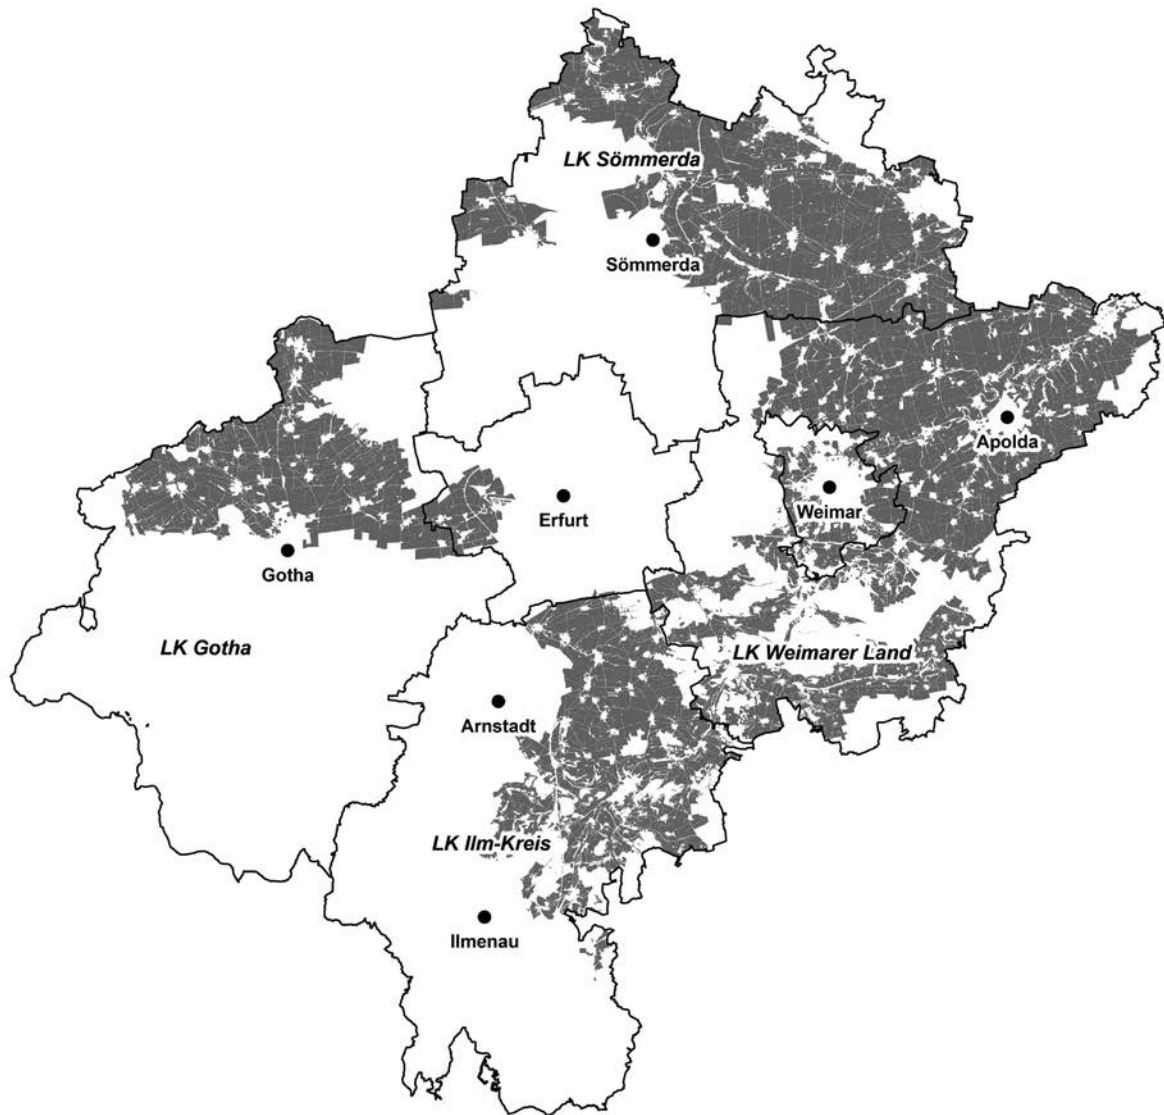 LK Sömmerda
Sömmerda
Apolda
Weimar
Erfurt
Gotha
LK Gotha
LK Weimarer Land
Arnstadt
LK Ilm-Kreis
Ilmenau